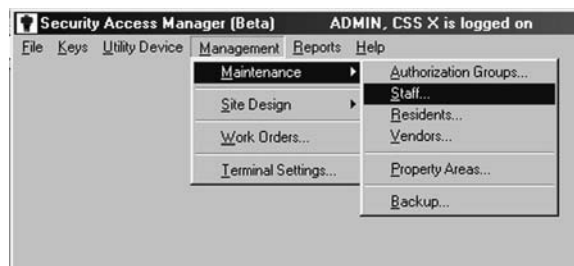 Security Access Manager (Beta) ADMIN, CSS X is logged on
File Keys Utility Device Management Reports Help
Maintenance
Site Design
Work Orders...
Terminal Settings...
Authorization Groups...
Staff...
Residents...
Vendors...
Property Areas...
Backup...